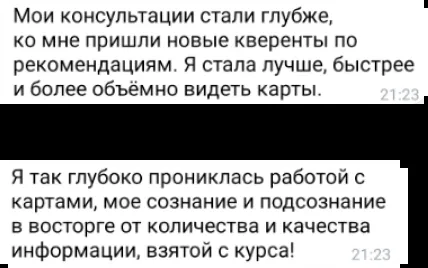 Мои консультации стали глубже,
ко мне пришли новые кверенты по
рекомендациям. Я стала лучше, быстрее
и более объёмно видеть карты.
21:23
Я так глубоко прониклась работой с
картами, мое сознание и подсознание
в восторге от количества и качества
информации, взятой с курса!
21:23